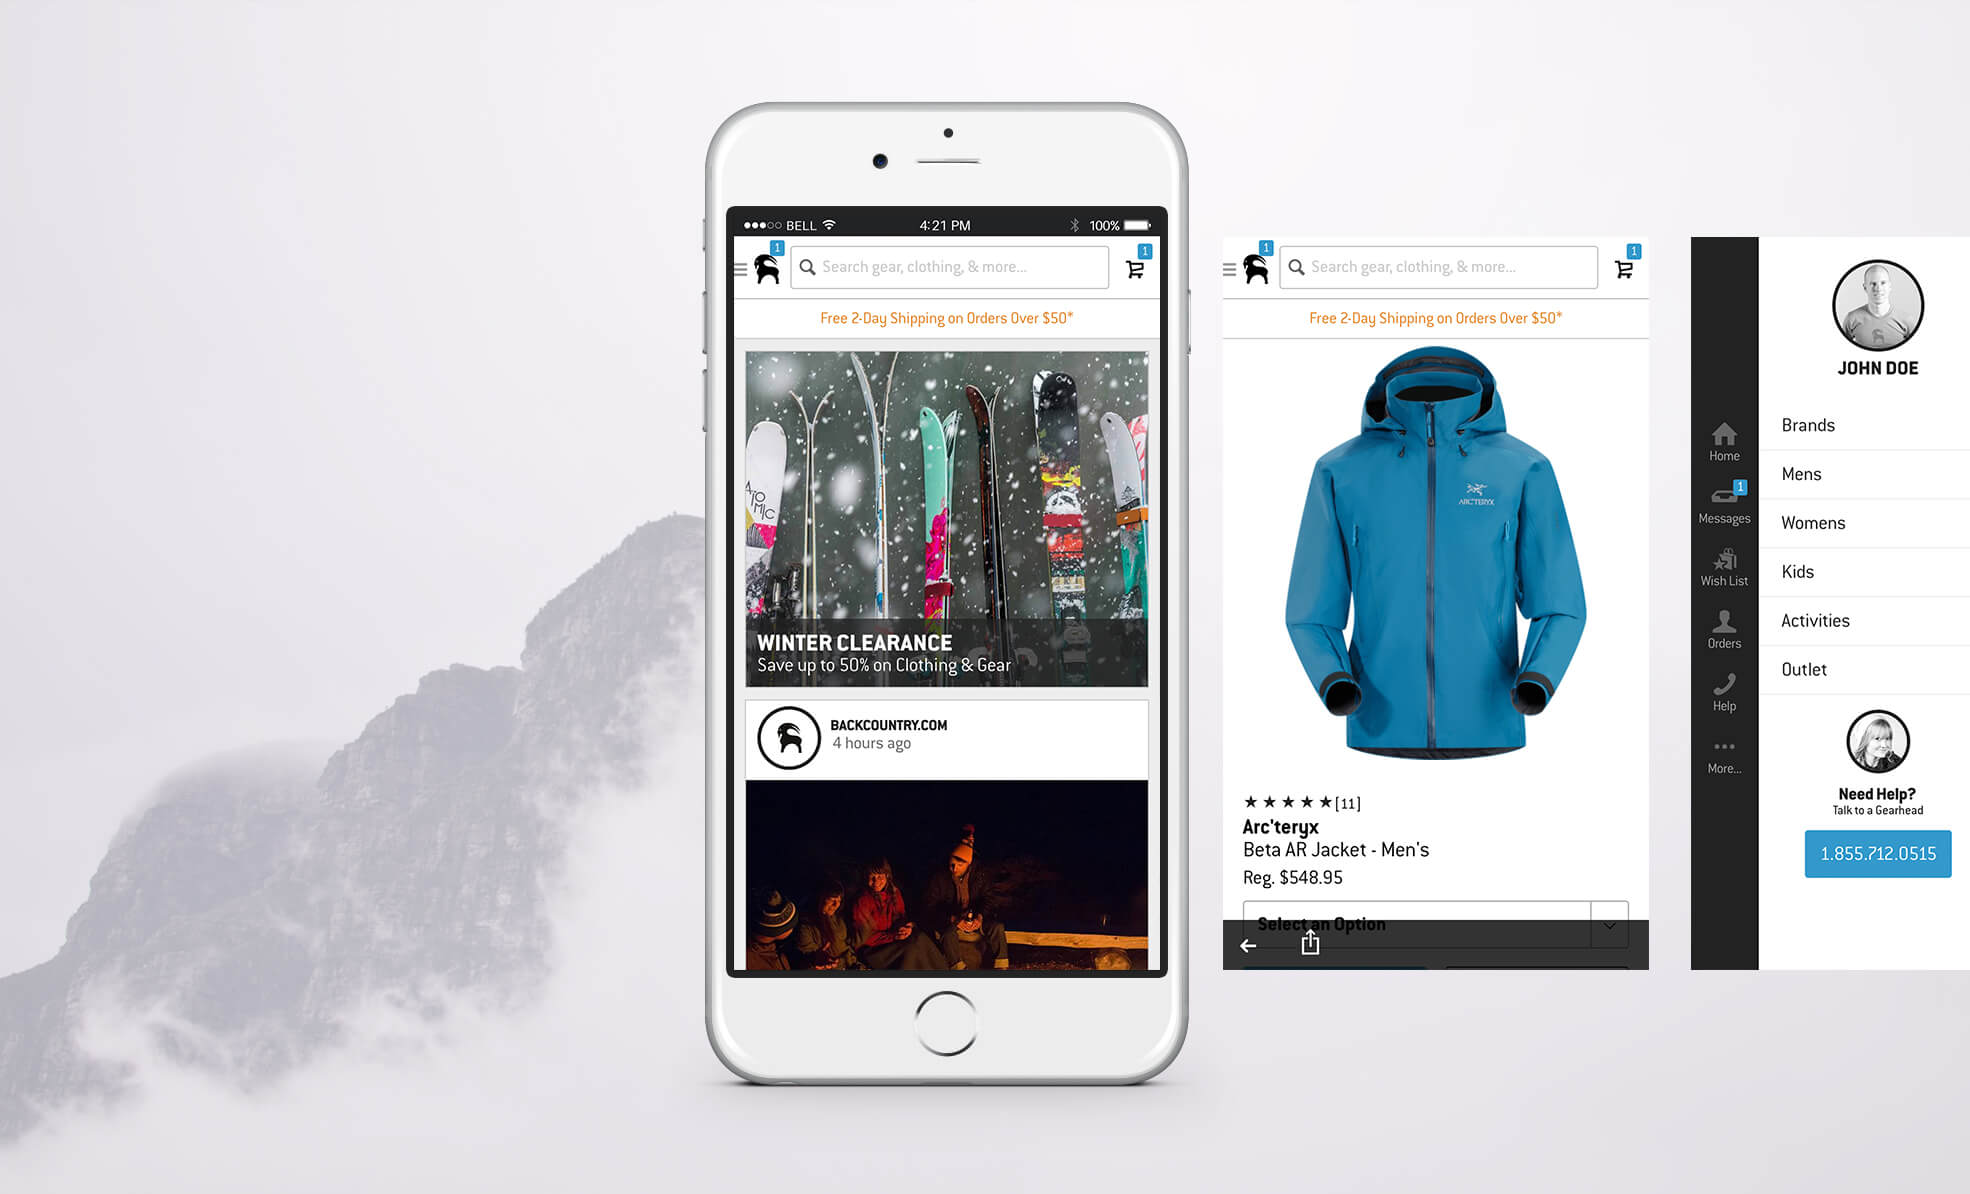 BELL 4:21 PM 100%
1
Search gear, clothing, & more...
1
Free 2-Day Shipping on Orders Over $50*
ATOMIC
WINTER CLEARANCE
Save up to 50% on Clothing & Gear
BACKCOUNTRY.COM
4 hours ago
1
Search gear, clothing, & more...
1
Free 2-Day Shipping on Orders Over $50*
ARC'TERYX
[11]
Arc'teryx
Beta AR Jacket - Men's
Reg. $548.95
Select an Option
Home
1
Messages
Wish List
Orders
Help
More...
JOHN DOE
Brands
Mens
Womens
Kids
Activities
Outlet
Need Help?
Talk to a Gearhead
1.855.712.0515